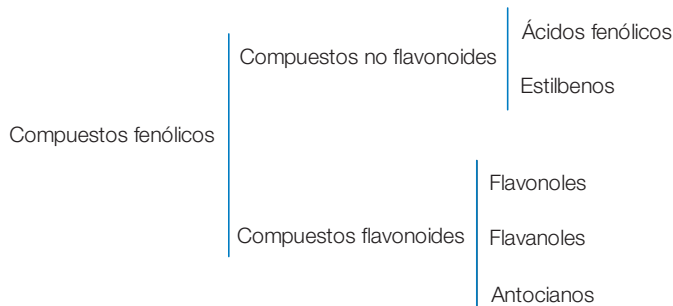 Ácidos fenólicos
Compuestos no flavonoides
Estilbenos
Compuestos fenólicos
Flavonoles
Compuestos flavonoides
Flavanoles
Antocianos